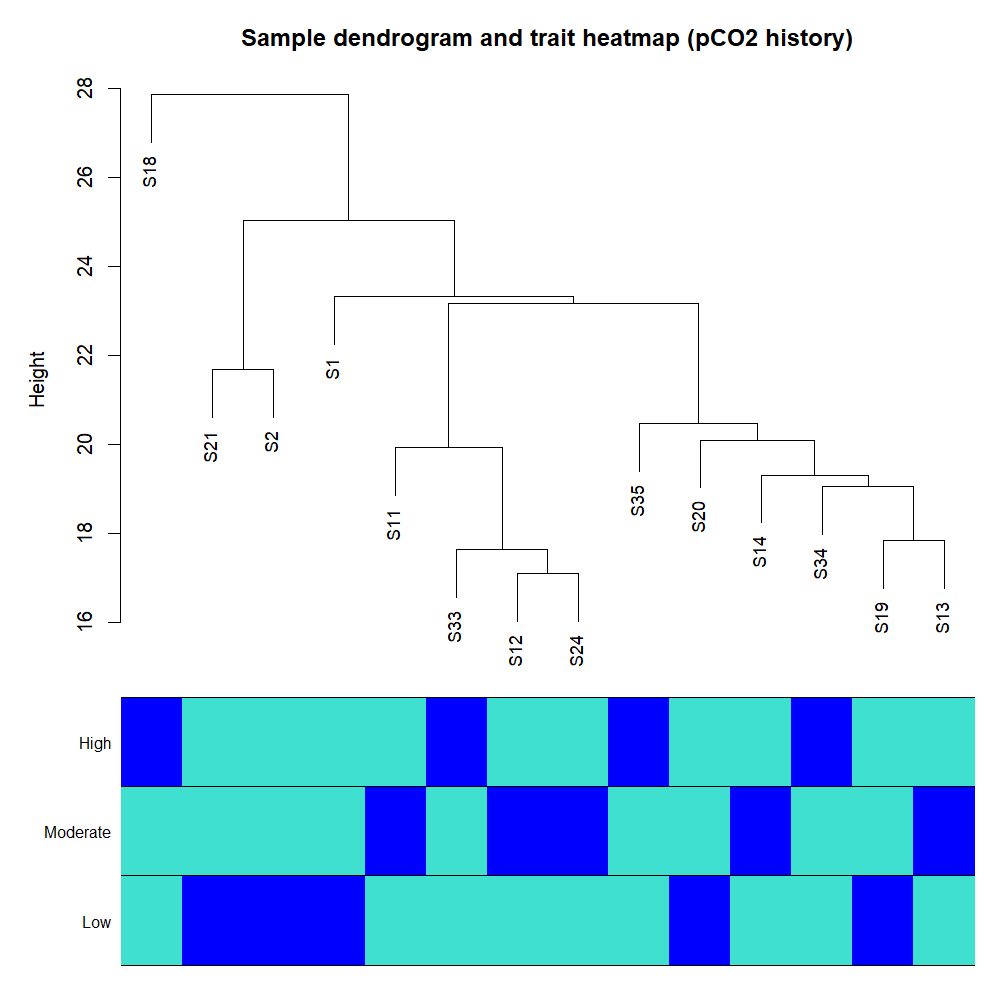 Sample dendrogram and trait heatmap (pCO2 history)
Height
28
26
24
22
20
18
16
S18
S21
S2
S1
S11
S33
S12
S24
S35
S20
S14
S34
S19
S13
High
Moderate
Low